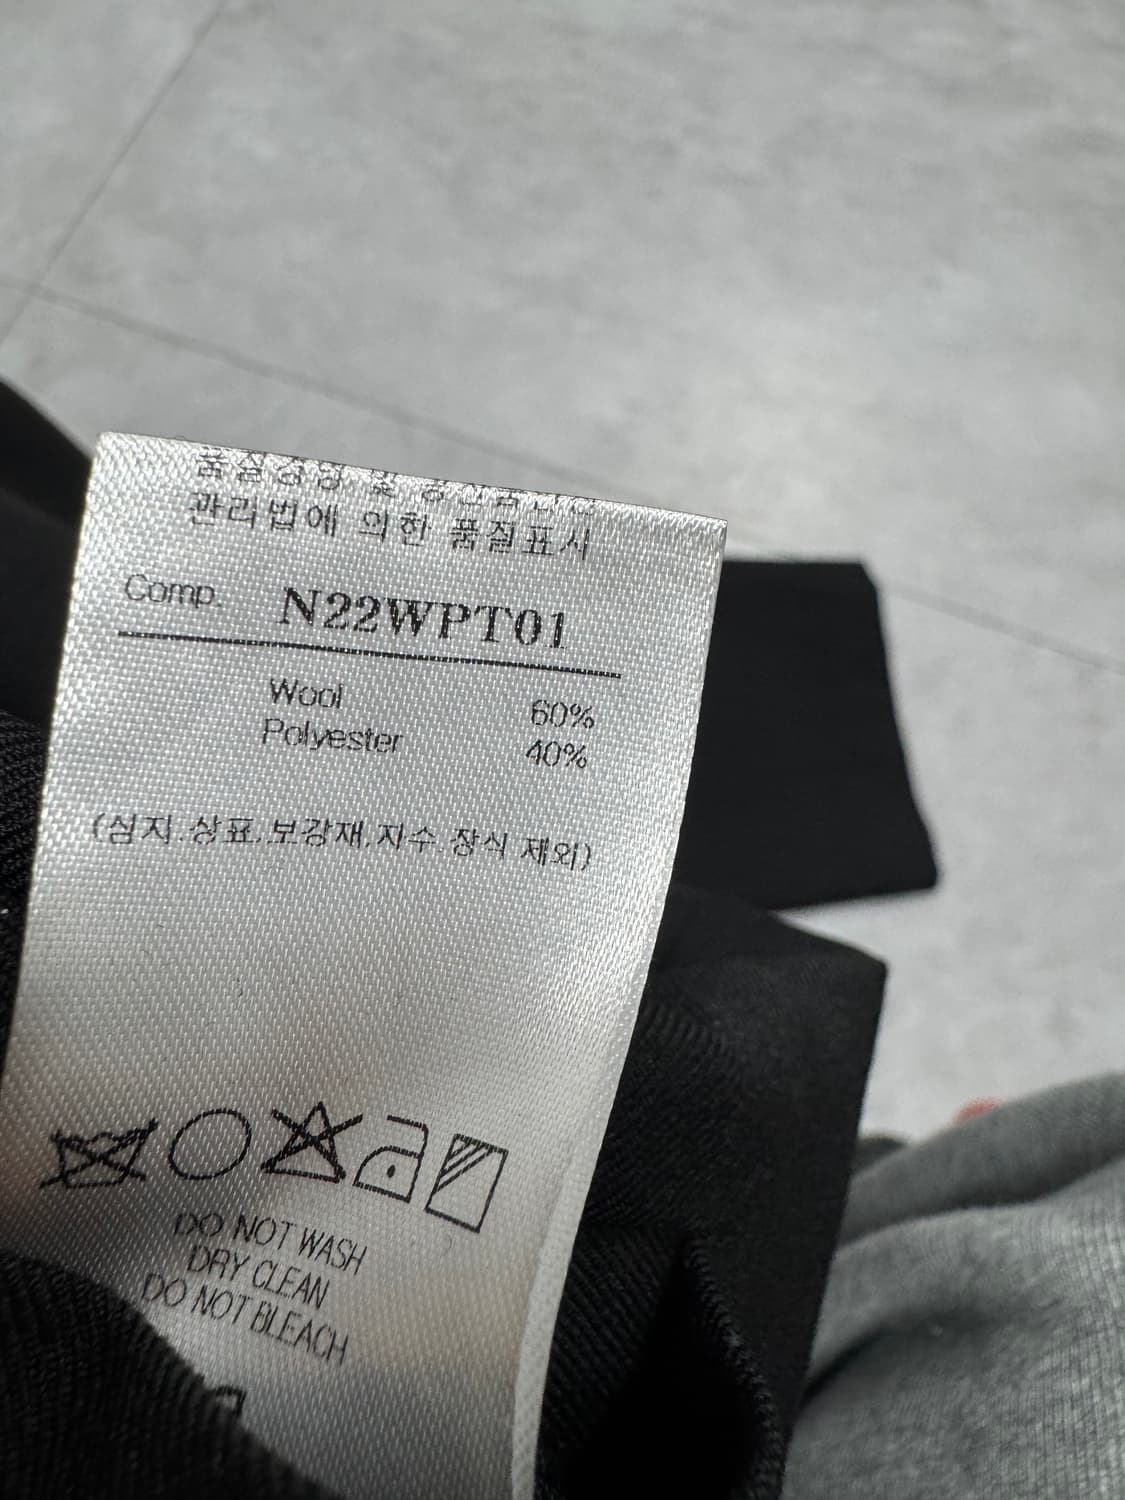 관리법에 의한 품질표시
Comp. N22WPT01
Wool 60%
Polyester 40%
(심지.상표.보강재.자수.장식 제외)
DO NOT WASH
DRY CLEAN
DO NOT BLEACH